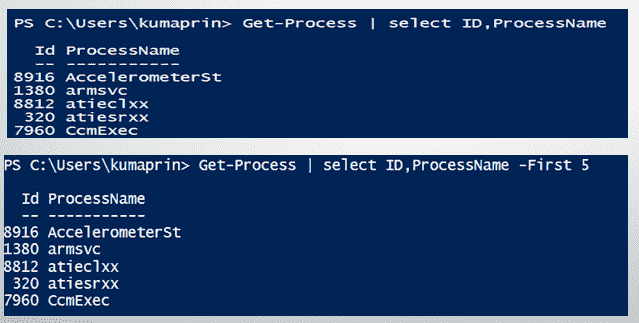 PS C:\Users\kumaprin> Get-Process | select ID,ProcessName
Id ProcessName
-- -----------
8916 AccelerometerSt
1380 armsvc
8812 atieclxx
320 atiesrxx
7960 CcmExec
PS C:\Users\kumaprin> Get-Process | select ID,ProcessName -First 5
Id ProcessName
-- -----------
8916 AccelerometerSt
1380 armsvc
8812 atieclxx
320 atiesrxx
7960 CcmExec